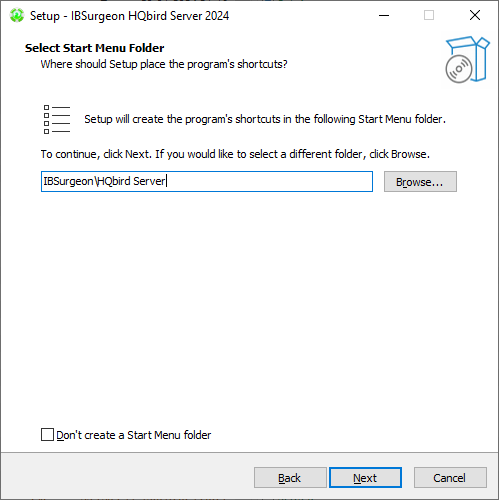 Setup - IBSurgeon HQbird Server 2024
Select Start Menu Folder
Where should Setup place the program's shortcuts?
Setup will create the program's shortcuts in the following Start Menu folder.
To continue, click Next. If you would like to select a different folder, click Browse.
IBSurgeon\HQbird Server
Browse...
Don't create a Start Menu folder
Back
Next
Cancel